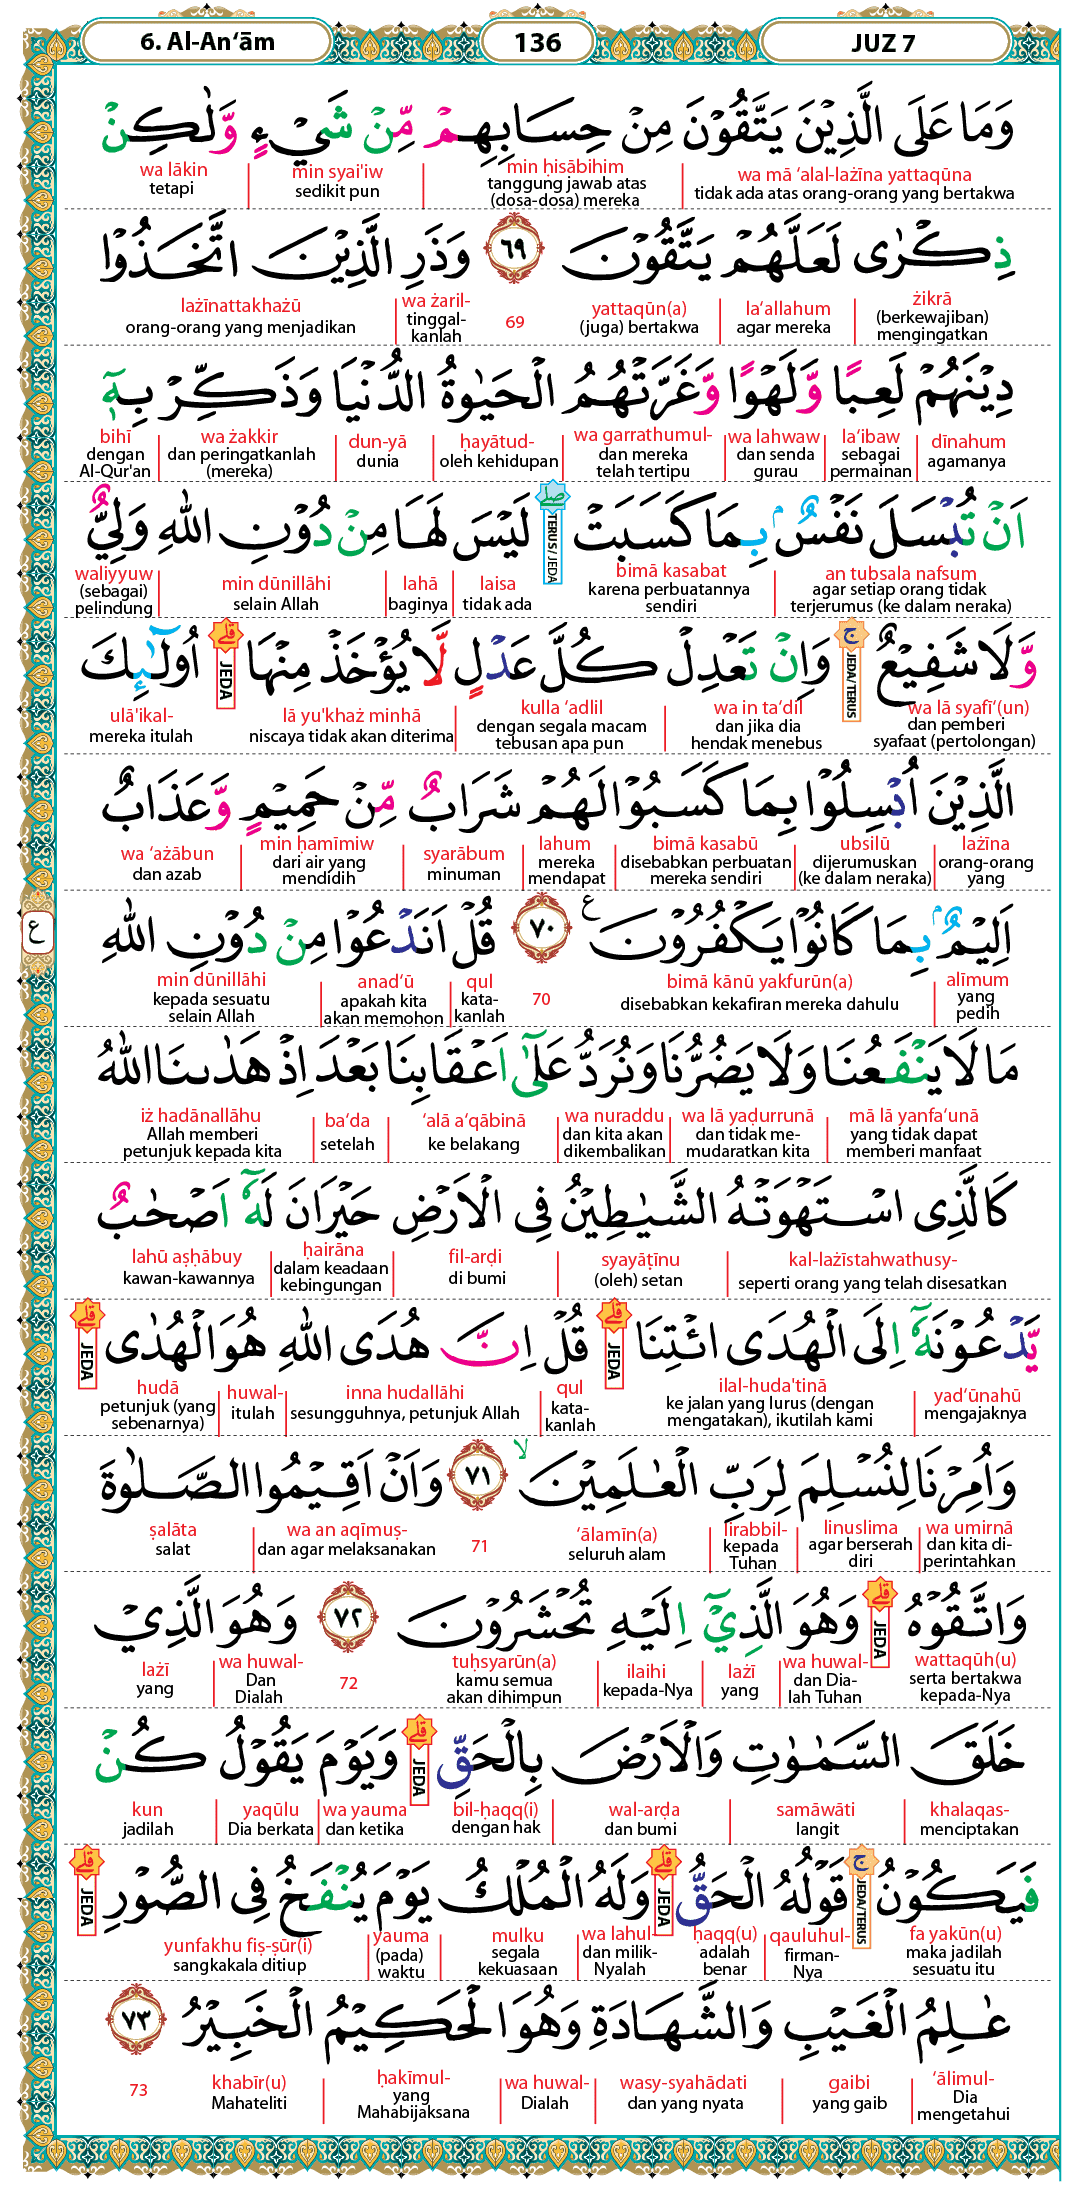 6. Al-An‘ām 136 JUZ 7
وَمَا عَلَى الَّذِيْنَ يَتَّقُوْنَ مِنْ حِسَابِهِمْ مِّنْ شَيْءٍ وَّلٰكِنْ
wa mā ‘alal-lażīna yattaqūna min ḥisābihim min syai'iw wa lākin
tidak ada atas orang-orang yang bertakwa tanggung jawab atas (dosa-dosa) mereka sedikit pun tetapi
ذِكْرٰى لَعَلَّهُمْ يَتَّقُوْنَ ٦٩ وَذَرِ الَّذِيْنَ اتَّخَذُوْا
żikrā la‘allahum yattaqūn(a) 69 wa żaril- lażīnattakhażū
(berkewajiban) mengingatkan agar mereka (juga) bertakwa tinggal-kanlah orang-orang yang menjadikan
دِيْنَهُمْ لَعِبًا وَّلَهْوًا وَّغَرَّتْهُمُ الْحَيٰوةُ الدُّنْيَا وَذَكِّرْ بِهٖٓ
dīnahum la‘ibaw wa lahwaw wa garrathumul- ḥayātud- dun-yā wa żakkir bihī
agamanya sebagai permainan dan senda gurau dan mereka telah tertipu oleh kehidupan dunia dan peringatkanlah (mereka) dengan Al-Qur'an
اَنْ تُبْسَلَ نَفْسٌۢ بِمَا كَسَبَتْ صلى TERUS/JEDA لَيْسَ لَهَا مِنْ دُوْنِ اللّٰهِ وَلِيٌّ
an tubsala nafsum bimā kasabat laisa lahā min dūnillāhi waliyyuw
agar setiap orang tidak terjerumus (ke dalam neraka) karena perbuatannya sendiri tidak ada baginya selain Allah (sebagai) pelindung
وَّلَا شَفِيْعٌ ج JEDA/TERUS وَاِنْ تَعْدِلْ كُلَّ عَدْلٍ لَّا يُؤْخَذْ مِنْهَا قلى JEDA اُولٰۤىِٕكَ
wa lā syafī‘(un) wa in ta‘dil kulla ‘adlil lā yu'khaż minhā ulā'ikal-
dan pemberi syafaat (pertolongan) dan jika dia hendak menebus dengan segala macam tebusan apa pun niscaya tidak akan diterima mereka itulah
الَّذِيْنَ اُبْسِلُوْا بِمَا كَسَبُوْا لَهُمْ شَرَابٌ مِّنْ حَمِيْمٍ وَّعَذَابٌ
lażīna ubsilū bimā kasabū lahum syarābum min ḥamīmiw wa ‘ażābun
orang-orang yang dijerumuskan (ke dalam neraka) disebabkan perbuatan mereka sendiri mereka mendapat minuman dari air yang mendidih dan azab
اَلِيْمٌۢ بِمَا كَانُوْا يَكْفُرُوْنَ ع ٧٠ قُلْ اَنَدْعُوْا مِنْ دُوْنِ اللّٰهِ ع
alīmum bimā kānū yakfurūn(a) 70 qul anad‘ū min dūnillāhi
yang pedih disebabkan kekafiran mereka dahulu kata-kanlah apakah kita akan memohon kepada sesuatu selain Allah
مَا لَا يَنْفَعُنَا وَلَا يَضُرُّنَا وَنُرَدُّ عَلٰٓى اَعْقَابِنَا بَعْدَ اِذْ هَدٰىنَا اللّٰهُ
mā lā yanfa‘unā wa lā yaḍurrunā wa nuraddu ‘alā a‘qābinā ba‘da iż hadānallāhu
yang tidak dapat memberi manfaat dan tidak me-mudaratkan kita dan kita akan dikembalikan ke belakang setelah Allah memberi petunjuk kepada kita
كَالَّذِى اسْتَهْوَتْهُ الشَّيٰطِيْنُ فِى الْاَرْضِ حَيْرَانَ لَهٗٓ اَصْحٰبٌ
kal-lażīstahwathusy- syayāṭīnu fil-arḍi ḥairāna lahū aṣḥābuy
seperti orang yang telah disesatkan (oleh) setan di bumi dalam keadaan kebingungan kawan-kawannya
يَّدْعُوْنَهٗٓ اِلَى الْهُدَى ائْتِنَا قلى JEDA قُلْ اِنَّ هُدَى اللّٰهِ هُوَ الْهُدٰى قلى JEDA
yad‘ūnahū ilal-huda'tinā qul inna hudallāhi huwal- hudā
mengajaknya ke jalan yang lurus (dengan mengatakan), ikutilah kami kata-kanlah sesungguhnya, petunjuk Allah itulah petunjuk (yang sebenarnya)
وَاُمِرْنَا لِنُسْلِمَ لِرَبِّ الْعٰلَمِيْنَ لا ٧١ وَاَنْ اَقِيْمُوا الصَّلٰوةَ
wa umirnā linuslima lirabbil- ‘ālamīn(a) 71 wa an aqīmuṣ- ṣalāta
dan kita di-perintahkan agar berserah diri kepada Tuhan seluruh alam dan agar melaksanakan salat
وَاتَّقُوْهُ قلى JEDA وَهُوَ الَّذِيْٓ اِلَيْهِ تُحْشَرُوْنَ ٧٢ وَهُوَ الَّذِيْ
wattaqūh(u) wa huwal- lażī ilaihi tuḥsyarūn(a) 72 wa huwal- lażī
serta bertakwa kepada-Nya dan Dia-lah Tuhan yang kepada-Nya kamu semua akan dihimpun Dan Dialah yang
خَلَقَ السَّمٰوٰتِ وَالْاَرْضَ بِالْحَقِّ قلى JEDA وَيَوْمَ يَقُوْلُ كُنْ
khalaqas- samāwāti wal-arḍa bil-ḥaqq(i) wa yauma yaqūlu kun
menciptakan langit dan bumi dengan hak dan ketika Dia berkata jadilah
فَيَكُوْنُ ج JEDA/TERUS قَوْلُهُ الْحَقُّ قلى JEDA وَلَهُ الْمُلْكُ يَوْمَ يُنْفَخُ فِى الصُّوْرِ قلى JEDA
fa yakūn(u) qauluhul- ḥaqq(u) wa lahul- mulku yauma yunfakhu fiṣ-ṣūr(i)
maka jadilah sesuatu itu firman-Nya adalah benar dan milik-Nyalah segala kekuasaan (pada) waktu sangkakala ditiup
عٰلِمُ الْغَيْبِ وَالشَّهَادَةِ وَهُوَ الْحَكِيْمُ الْخَبِيْرُ ٧٣
‘ālimul- gaibi wasy-syahādati wa huwal- ḥakīmul- khabīr(u) 73
Dia mengetahui yang gaib dan yang nyata Dialah yang Mahabijaksana Mahateliti